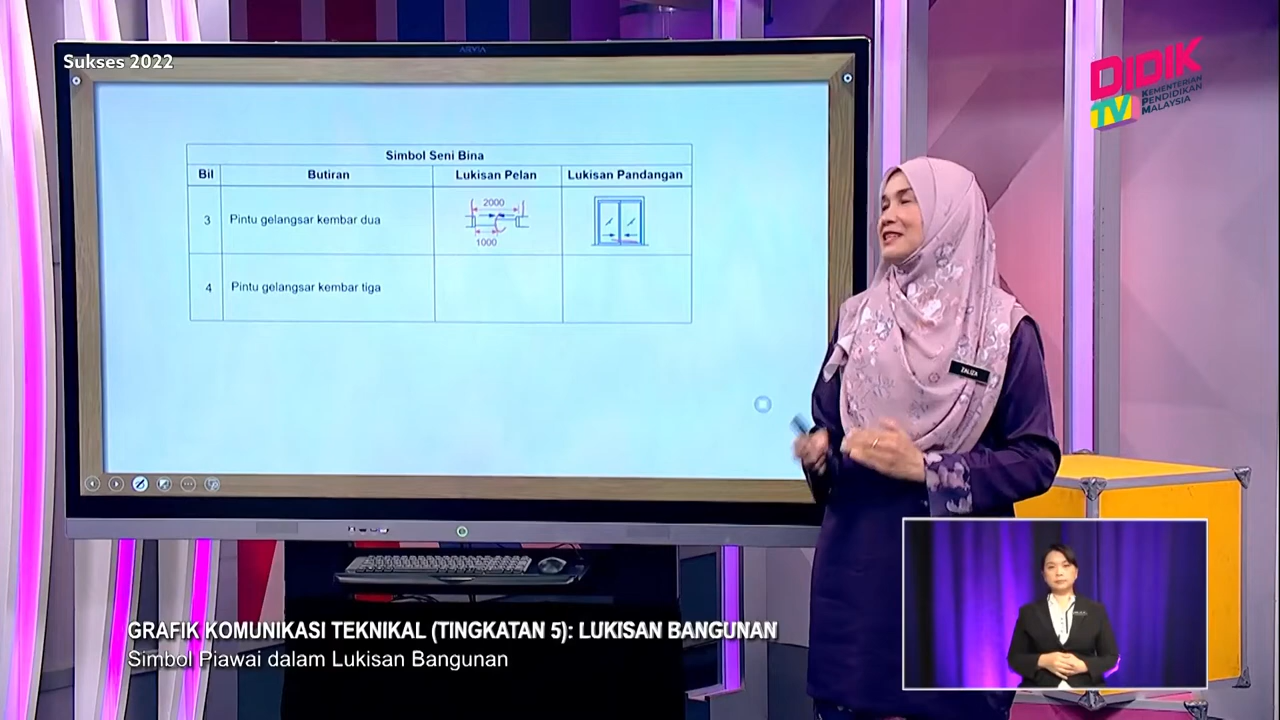 ARVIA
Sukses 2022
DIDIK
TV
KEMENTERIAN
PENDIDIKAN
MALAYSIA
Simbol Seni Bina
Bil Butiran Lukisan Pelan Lukisan Pandangan
3 Pintu gelangsar kembar dua
2000
1000
4 Pintu gelangsar kembar tiga
ZALIZA
GRAFIK KOMUNIKASI TEKNIKAL (TINGKATAN 5): LUKISAN BANGUNAN
Simbol Piawai dalam Lukisan Bangunan